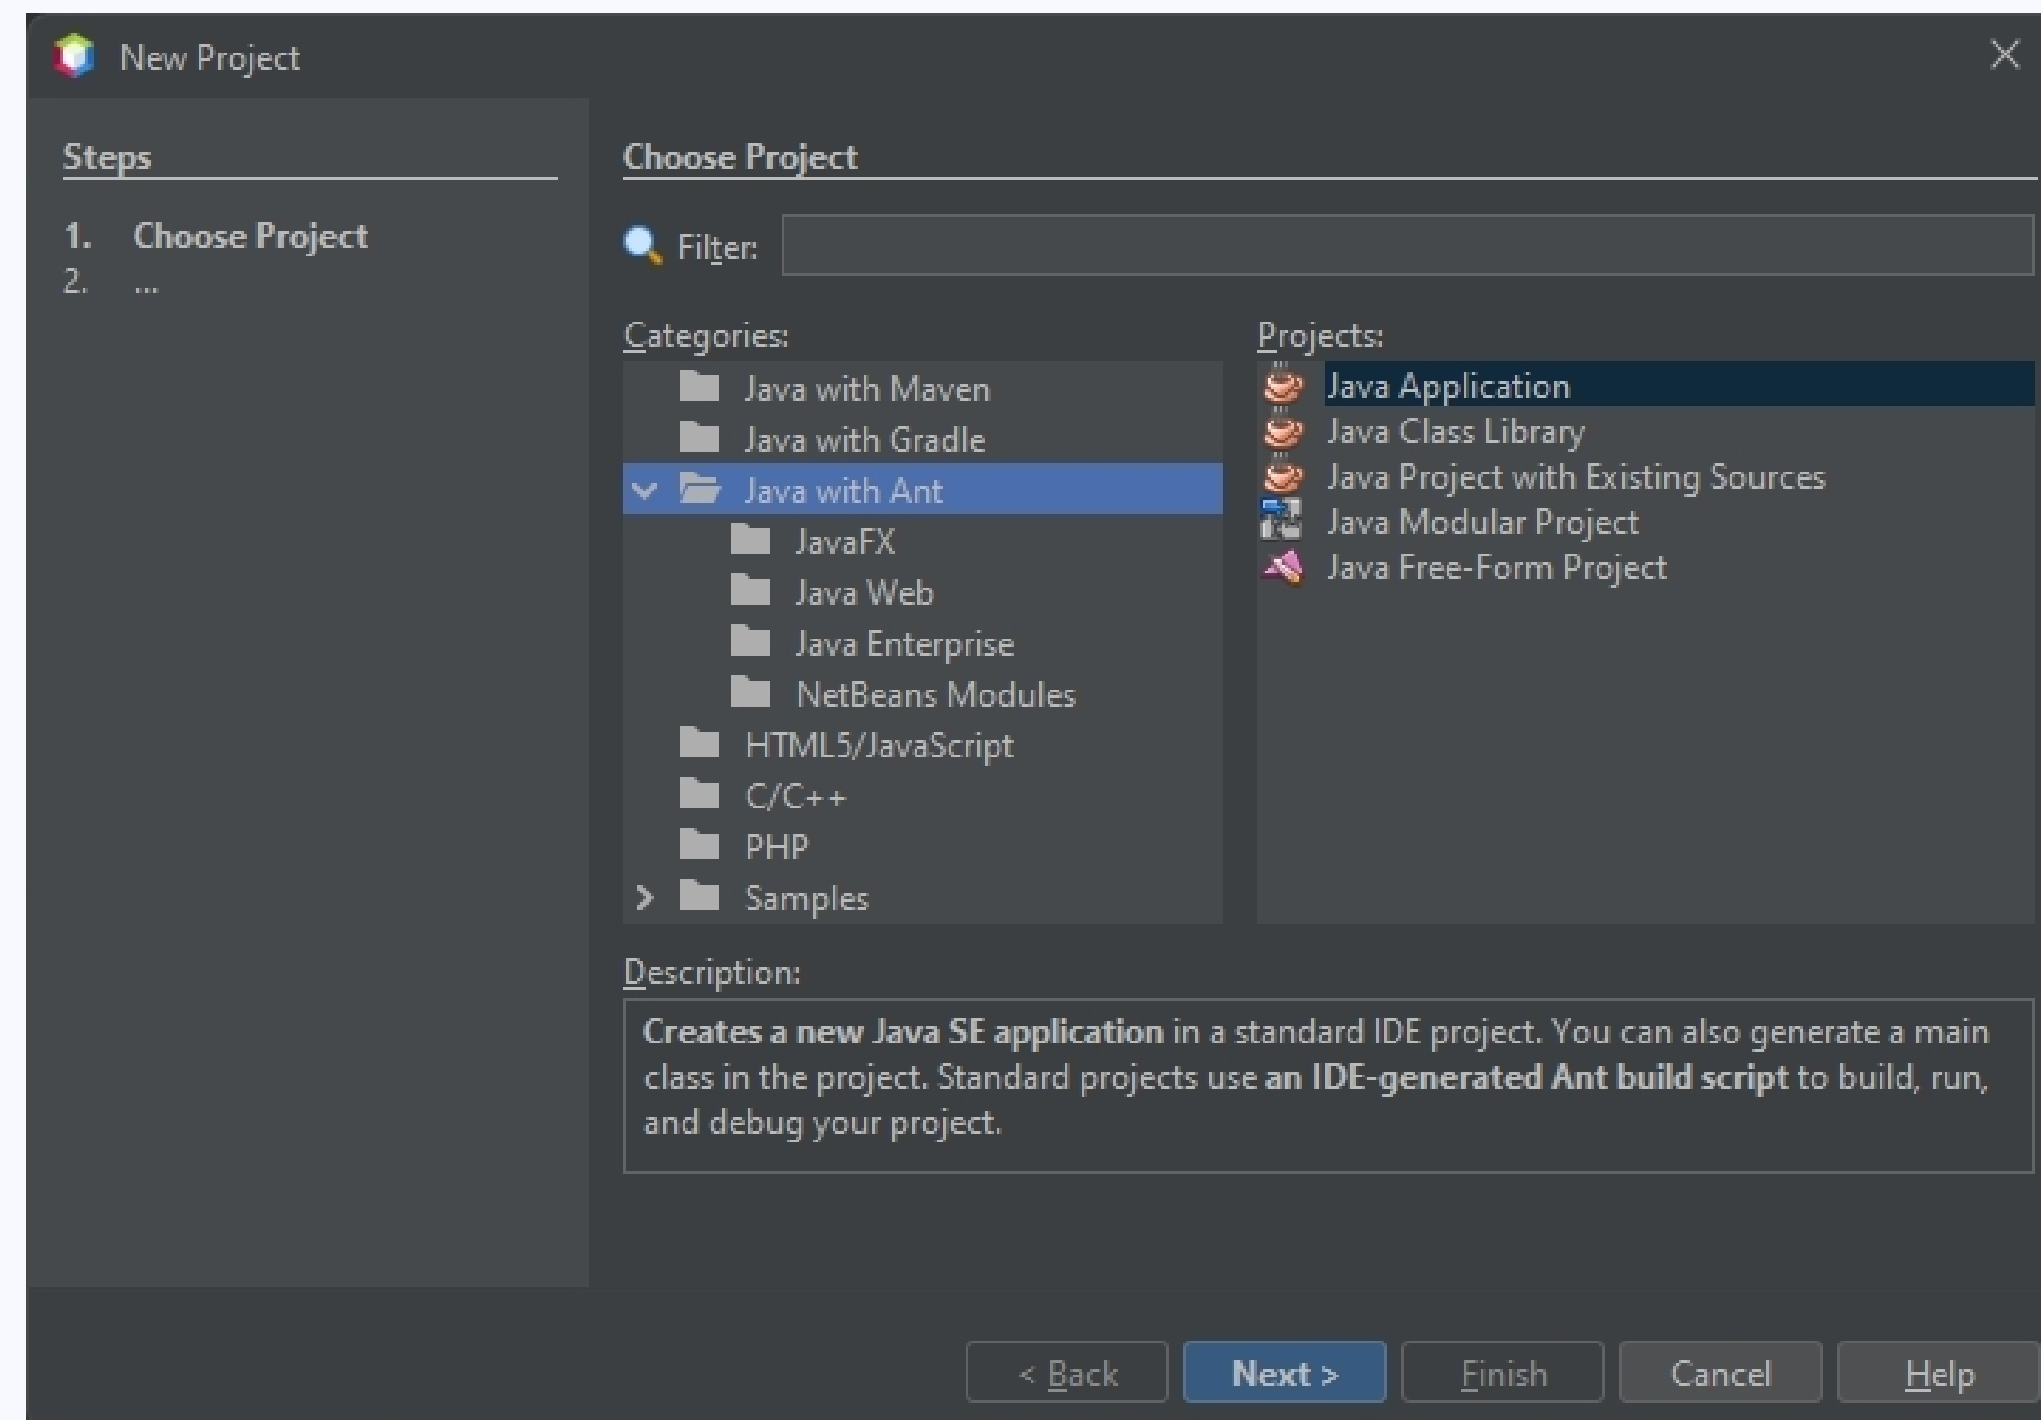 New Project
Steps
1. Choose Project
2. ...
Choose Project
Filter:
Categories:
Java with Maven
Java with Gradle
Java with Ant
JavaFX
Java Web
Java Enterprise
NetBeans Modules
HTML5/JavaScript
C/C++
PHP
Samples
Projects:
Java Application
Java Class Library
Java Project with Existing Sources
Java Modular Project
Java Free-Form Project
Description:
Creates a new Java SE application in a standard IDE project. You can also generate a main
class in the project. Standard projects use an IDE-generated Ant build script to build, run,
and debug your project.
< Back
Next >
Finish
Cancel
Help